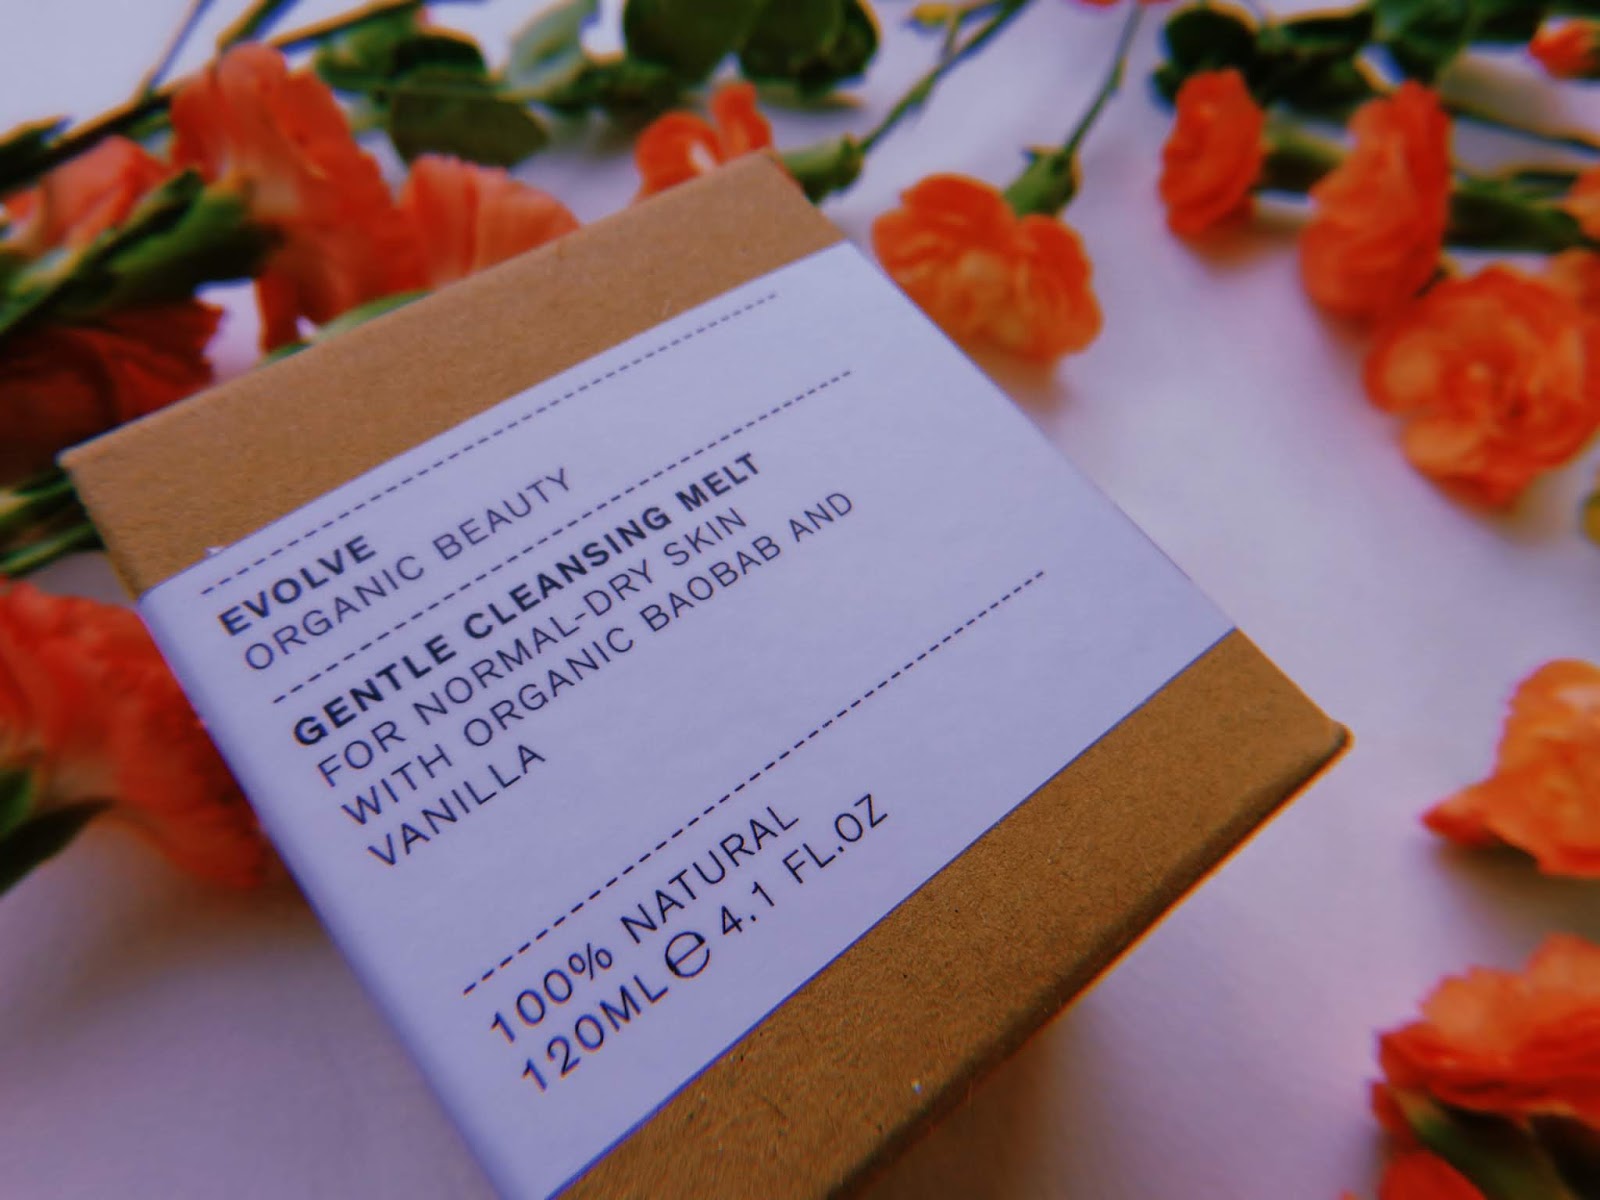 EVOLVE
ORGANIC BEAUTY
GENTLE CLEANSING MELT
FOR NORMAL-DRY SKIN
WITH ORGANIC BAOBAB AND
VANILLA
100% NATURAL
120ML e 4.1 FL.OZ